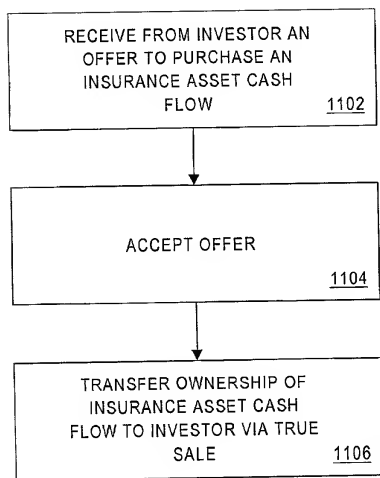 RECEIVE FROM INVESTOR AN
OFFER TO PURCHASE AN
INSURANCE ASSET CASH
FLOW
1102
ACCEPT OFFER
1104
TRANSFER OWNERSHIP OF
INSURANCE ASSET CASH
FLOW TO INVESTOR VIA TRUE
SALE
1106